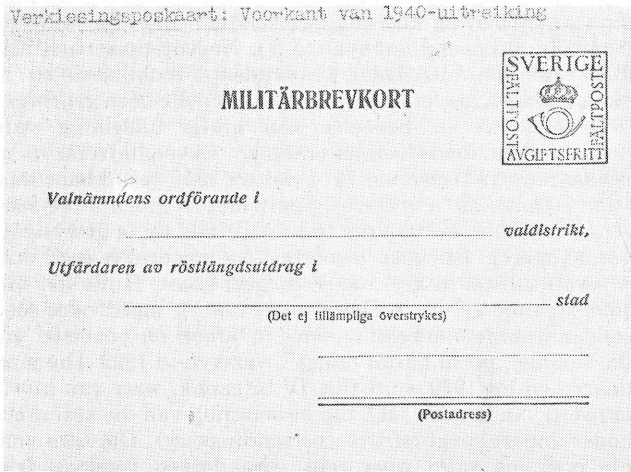 Verkiesingsposkaart: Voorkant van 1940-uitreiking
MILITÄRBREVKORT
SVERIGE
FÄLTPOST
FÄLTPOST
AVGIFTSFRITT
Valnämndens ordförande i
valdistrikt,
Utfärdaren av röstlängdsutdrag i
stad
(Det ej tillämpliga överstrykes)
(Postadress)